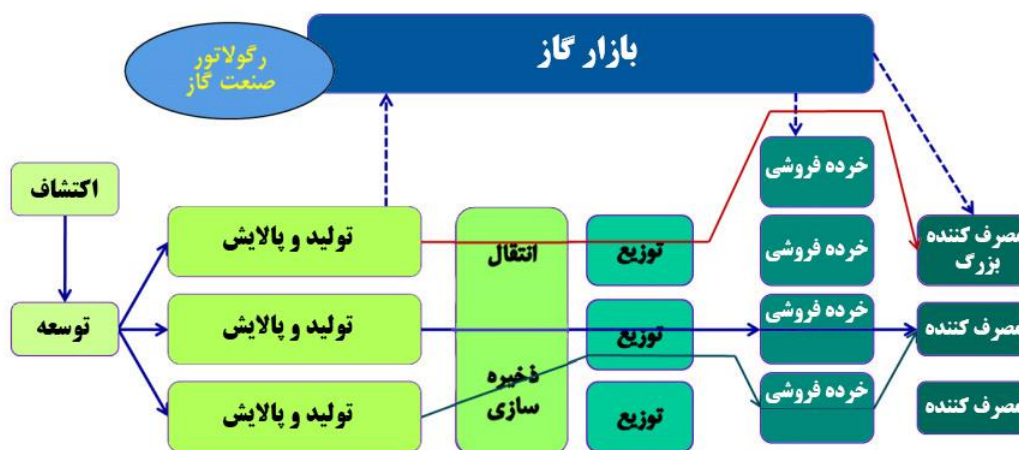 بازار گاز
رگولاتور
صنعت گاز
اکتشاف
توسعه
تولید و پالایش
تولید و پالایش
تولید و پالایش
انتقال
ذخیره
سازی
توزیع
توزیع
توزیع
خرده فروشی
خرده فروشی
خرده فروشی
خرده فروشی
مصرف کننده
بزرگ
مصرف کننده
مصرف کننده